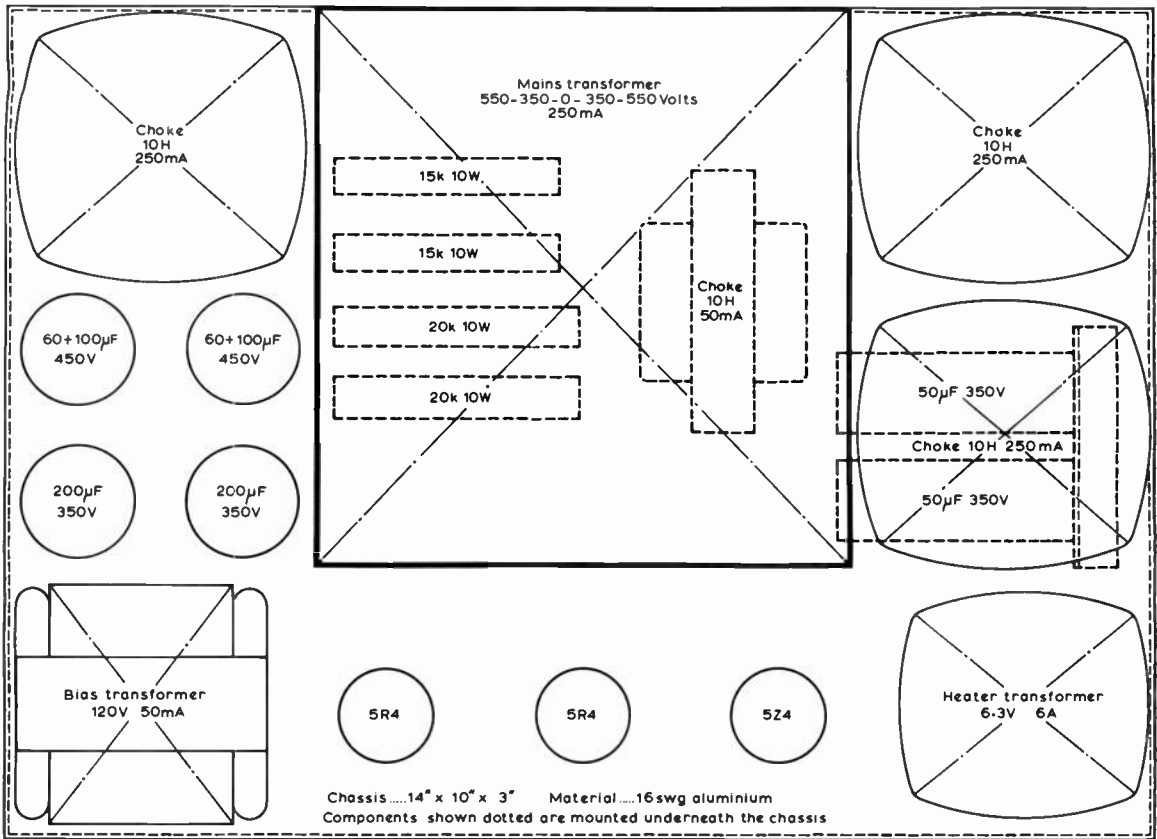 Mains transformer
550-350-0-350-550 Volts
250mA
Choke
10H
250mA
Choke
10H
250mA
15k 10W
15k 10W
20k 10W
20k 10W
Choke
10H
50mA
60+100µF
450V
60+100µF
450V
50µF 350V
Choke 10H 250mA
50µF 350V
200µF
350V
200µF
350V
Bias transformer
120V 50mA
5R4
5R4
5Z4
Heater transformer
6·3V 6A
Chassis.....14" x 10" x 3" Material.....16swg aluminium
Components shown dotted are mounted underneath the chassis